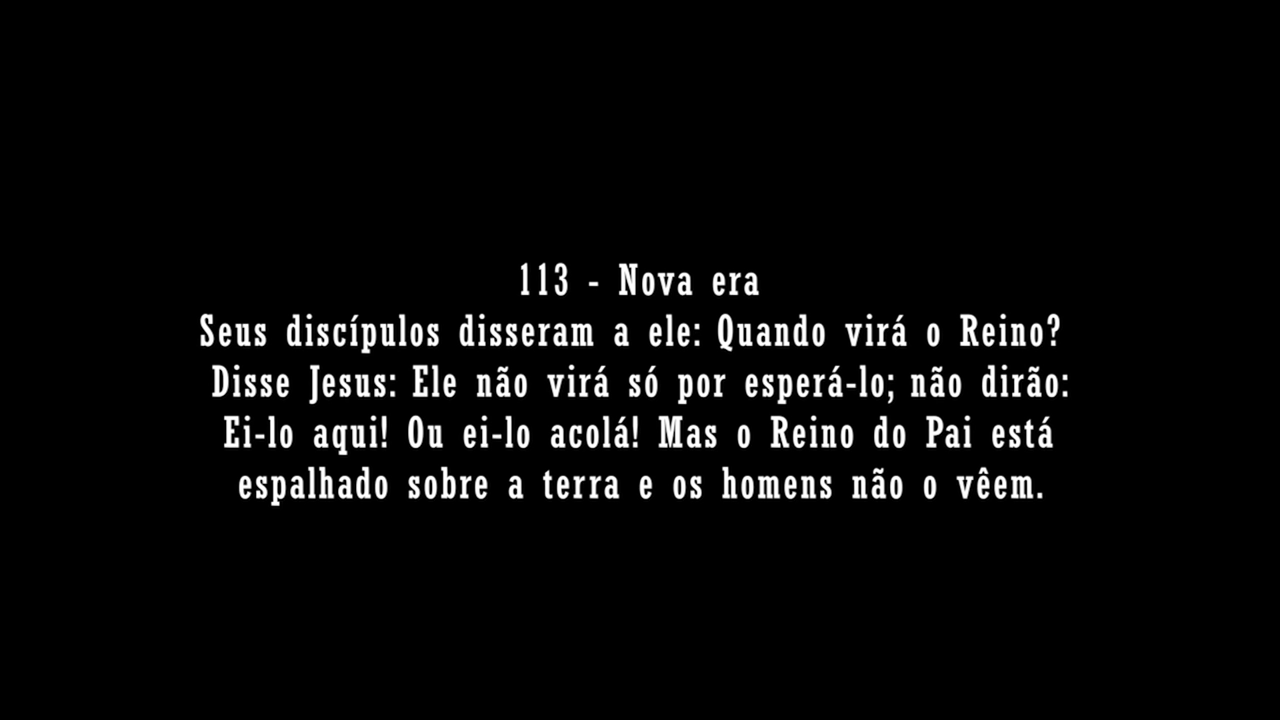 113 - Nova era
Seus discípulos disseram a ele: Quando virá o Reino?
Disse Jesus: Ele não virá só por esperá-lo; não dirão:
Ei-lo aqui! Ou ei-lo acolá! Mas o Reino do Pai está
espalhado sobre a terra e os homens não o vêem.